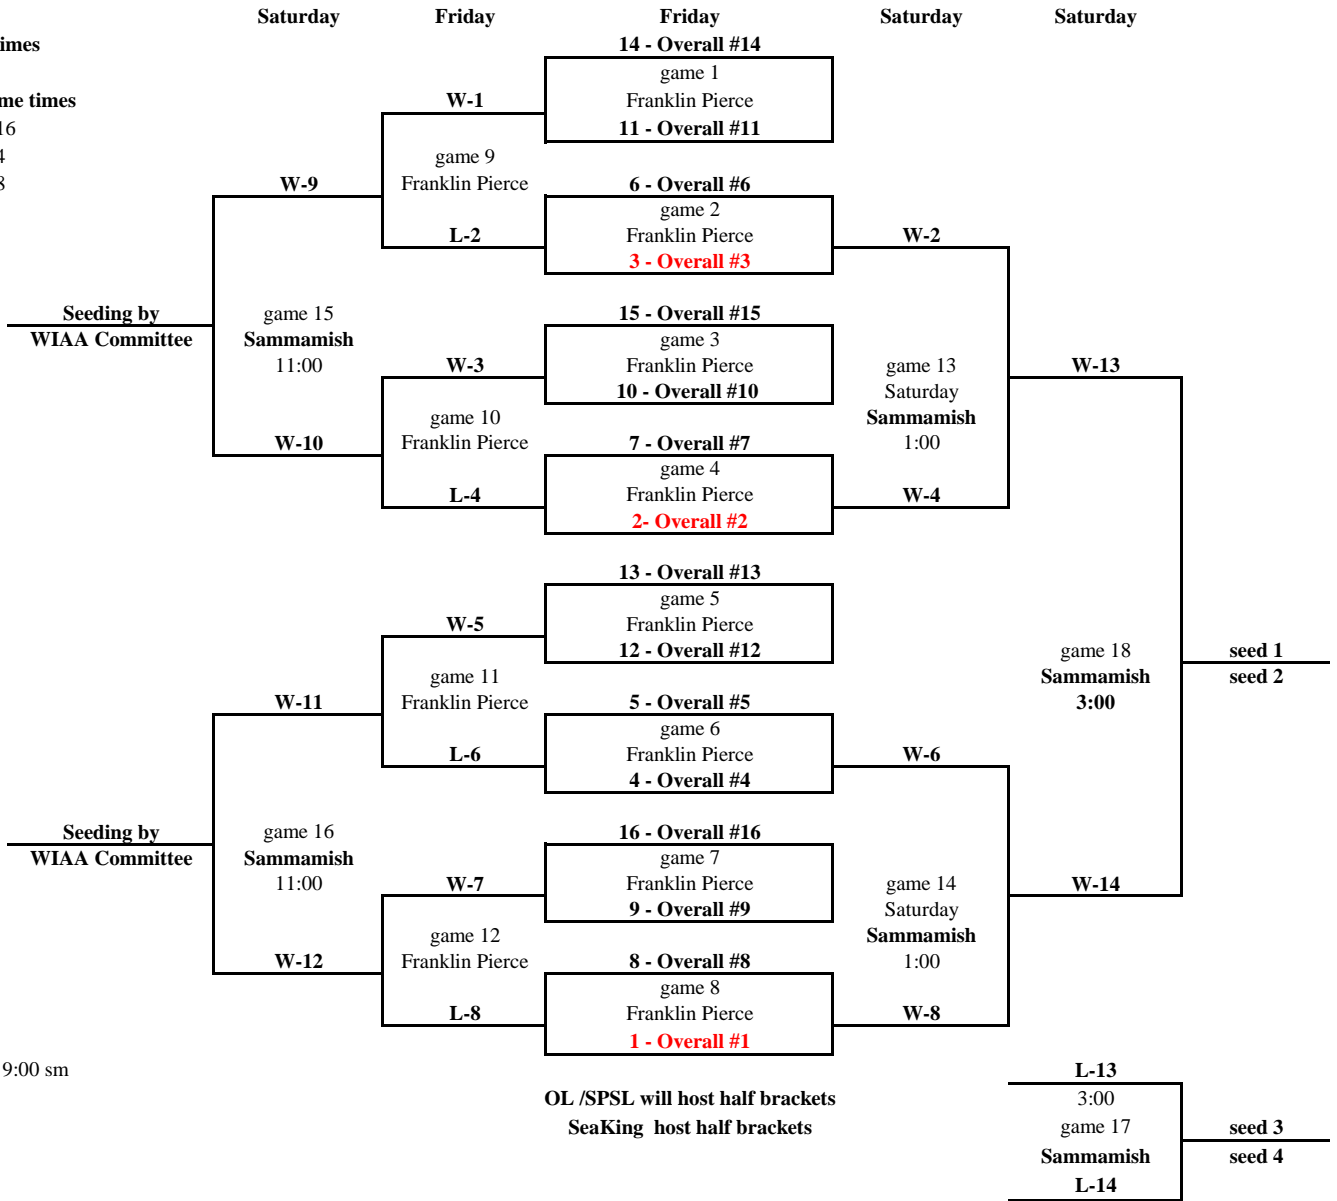 Saturday Friday Friday Saturday Saturday
imes 14 - Overall #14
game 1
me times W-1 Franklin Pierce
16 11 - Overall #11
4 game 9
8 W-9 Franklin Pierce 6 - Overall #6
game 2
L-2 Franklin Pierce W-2
3 - Overall #3
Seeding by game 15 15 - Overall #15
WIAA Committee Sammamish game 3
11:00 W-3 Franklin Pierce game 13 W-13
10 - Overall #10 Saturday
game 10 Sammamish
W-10 Franklin Pierce 7 - Overall #7 1:00
game 4
L-4 Franklin Pierce W-4
2- Overall #2
13 - Overall #13
game 5
W-5 Franklin Pierce
12 - Overall #12 game 18 seed 1
game 11 Sammamish seed 2
W-11 Franklin Pierce 5 - Overall #5 3:00
game 6
L-6 Franklin Pierce W-6
4 - Overall #4
Seeding by game 16 16 - Overall #16
WIAA Committee Sammamish game 7
11:00 W-7 Franklin Pierce game 14 W-14
9 - Overall #9 Saturday
game 12 Sammamish
W-12 Franklin Pierce 8 - Overall #8 1:00
game 8
L-8 Franklin Pierce W-8
1 - Overall #1
9:00 sm L-13
OL /SPSL will host half brackets 3:00
SeaKing host half brackets game 17 seed 3
Sammamish seed 4
L-14